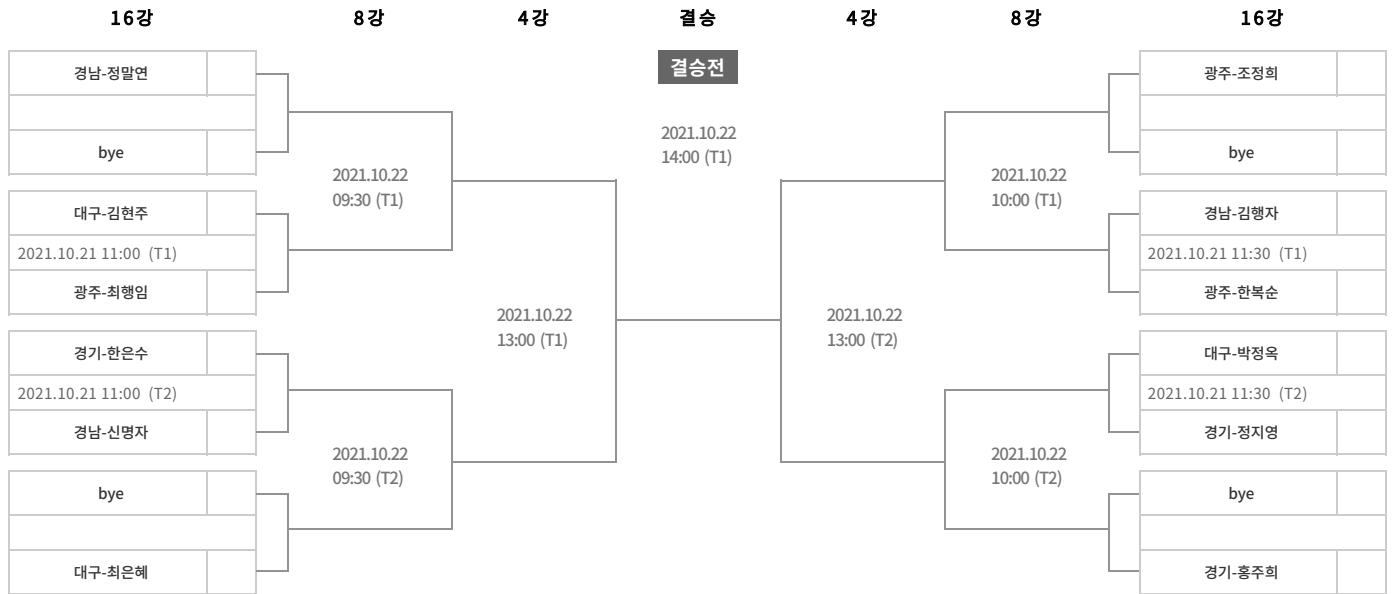 16강 8강 4강 결승 4강 8강 16강
결승전
경남-정말연
bye
대구-김현주
2021.10.21 11:00 (T1)
광주-최행임
경기-한은수
2021.10.21 11:00 (T2)
경남-신명자
bye
대구-최은혜
2021.10.22
09:30 (T1)
2021.10.22
09:30 (T2)
2021.10.22
13:00 (T1)
2021.10.22
14:00 (T1)
2021.10.22
13:00 (T2)
2021.10.22
10:00 (T1)
2021.10.22
10:00 (T2)
광주-조정희
bye
경남-김행자
2021.10.21 11:30 (T1)
광주-한복순
대구-박정옥
2021.10.21 11:30 (T2)
경기-정지영
bye
경기-홍주희